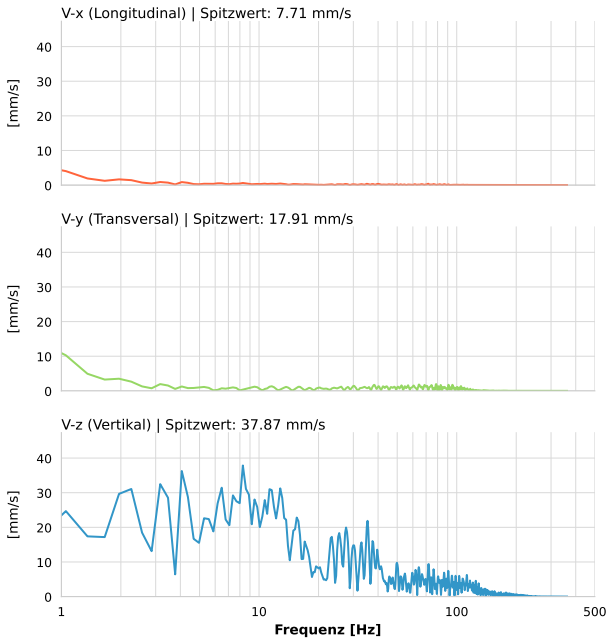 V-x (Longitudinal) | Spitzwert: 7.71 mm/s
40
30
20
10
0
[mm/s]
V-y (Transversal) | Spitzwert: 17.91 mm/s
40
30
20
10
0
[mm/s]
V-z (Vertikal) | Spitzwert: 37.87 mm/s
40
30
20
10
0
[mm/s]
1 10 100 500
Frequenz [Hz]